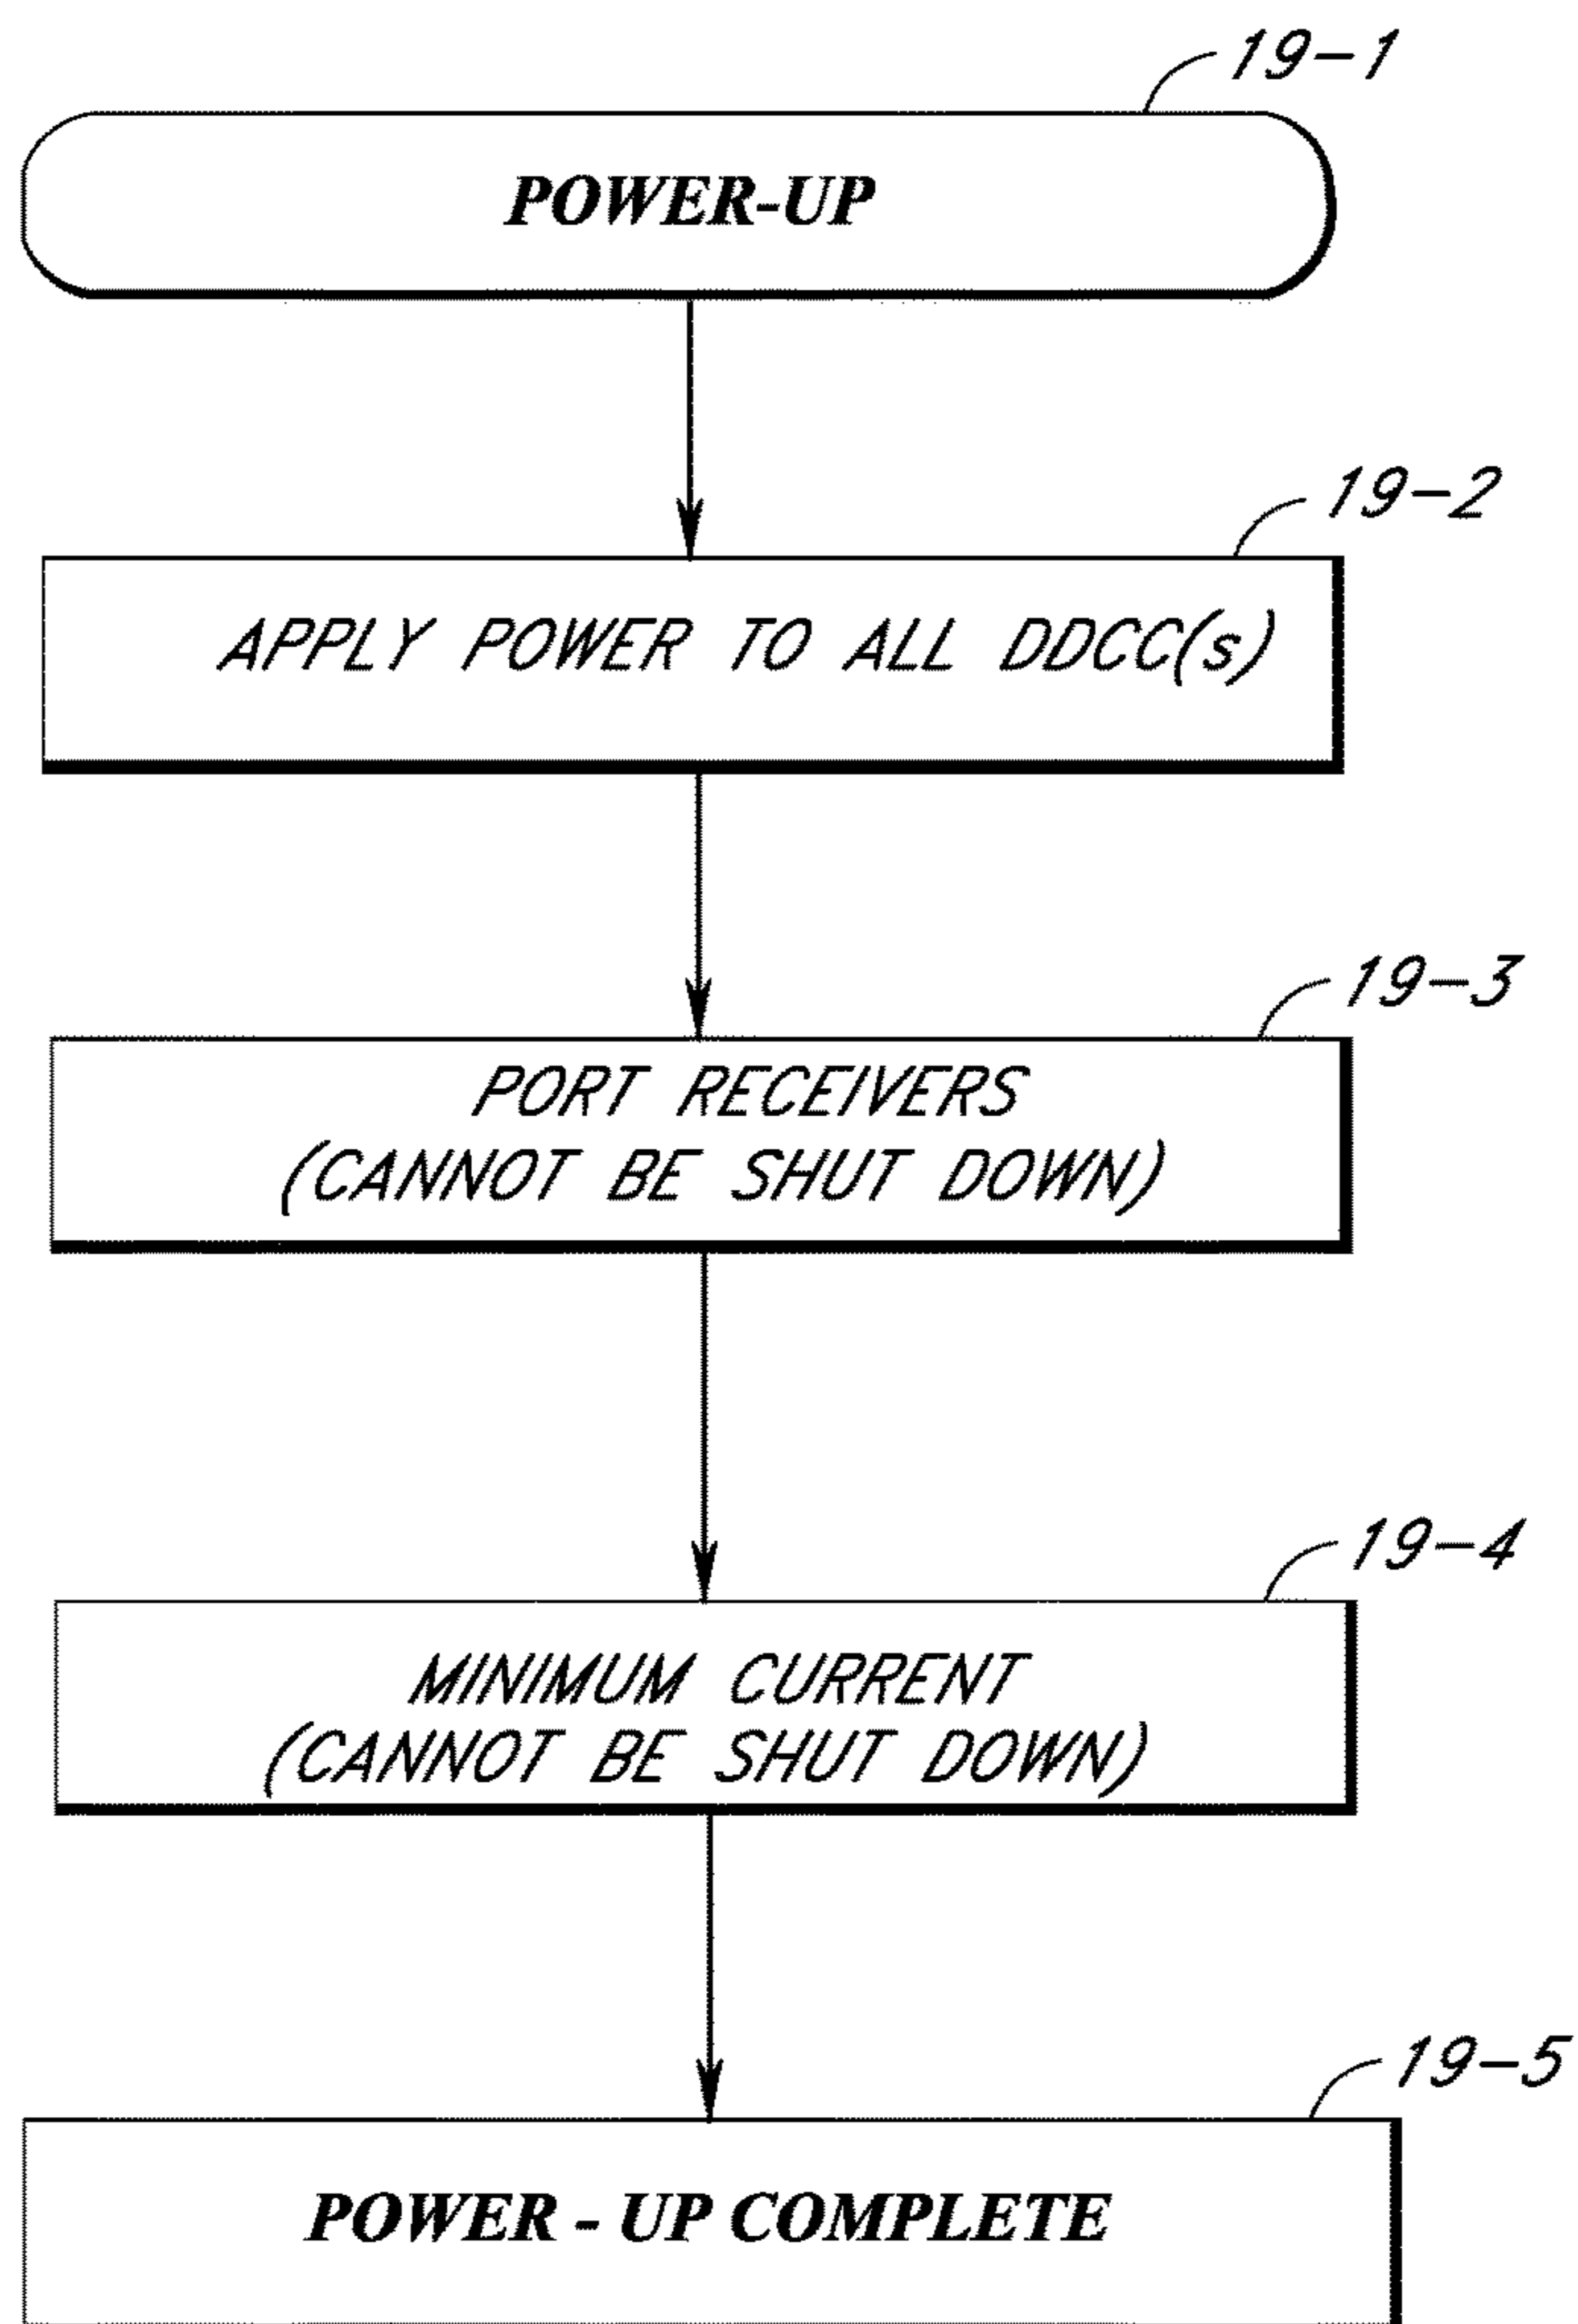 19-1
POWER-UP
19-2
APPLY POWER TO ALL DDCC(s)
19-3
PORT RECEIVERS
(CANNOT BE SHUT DOWN)
19-4
MINIMUM CURRENT
(CANNOT BE SHUT DOWN)
19-5
POWER - UP COMPLETE